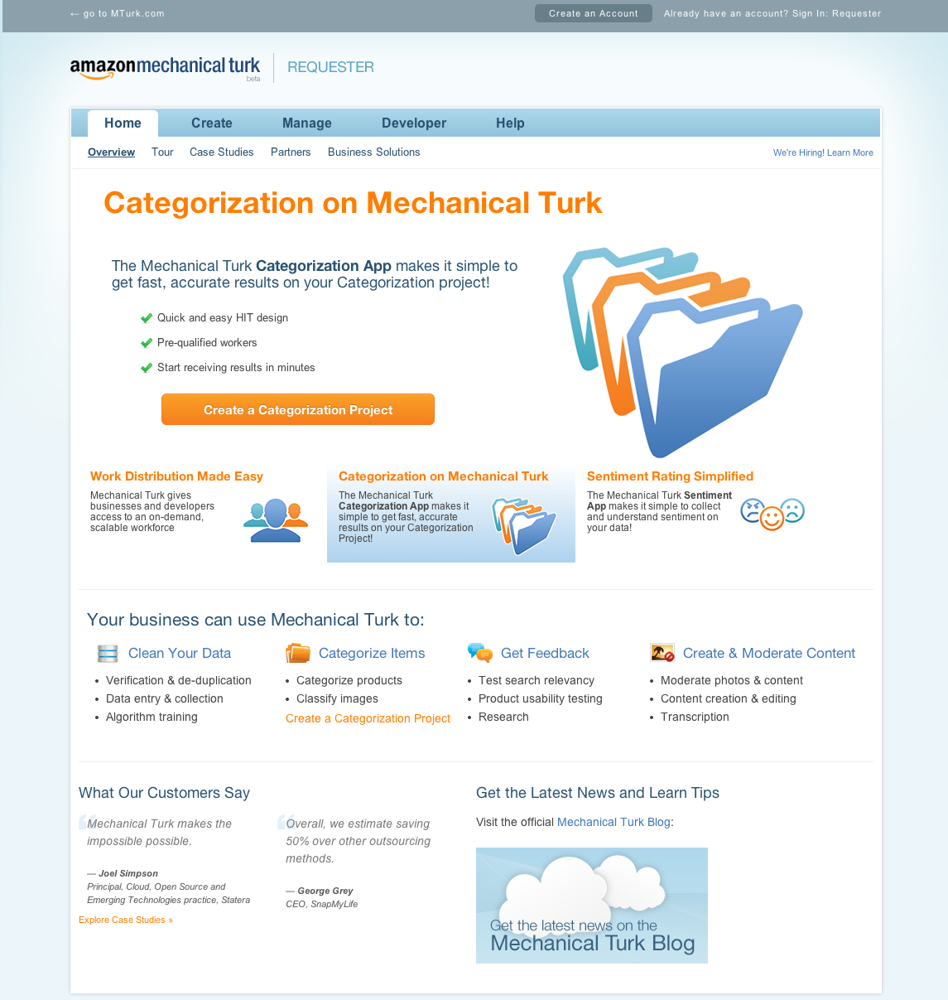 ← go to MTurk.com
Create an Account
Already have an account? Sign In: Requester
amazonmechanical turk
beta
REQUESTER
Home Create Manage Developer Help
Overview Tour Case Studies Partners Business Solutions
We're Hiring! Learn More
Categorization on Mechanical Turk
The Mechanical Turk Categorization App makes it simple to
get fast, accurate results on your Categorization project!
Quick and easy HIT design
Pre-qualified workers
Start receiving results in minutes
Create a Categorization Project
Work Distribution Made Easy
Mechanical Turk gives
businesses and developers
access to an on-demand,
scalable workforce
Categorization on Mechanical Turk
The Mechanical Turk
Categorization App makes it
simple to get fast, accurate
results on your Categorization
Project!
Sentiment Rating Simplified
The Mechanical Turk Sentiment
App makes it simple to collect
and understand sentiment on
your data!
Your business can use Mechanical Turk to:
Clean Your Data
• Verification & de-duplication
• Data entry & collection
• Algorithm training
Categorize Items
• Categorize products
• Classify images
Create a Categorization Project
Get Feedback
• Test search relevancy
• Product usability testing
• Research
Create & Moderate Content
• Moderate photos & content
• Content creation & editing
• Transcription
What Our Customers Say
“Mechanical Turk makes the
impossible possible.
— Joel Simpson
Principal, Cloud, Open Source and
Emerging Technologies practice, Statera
Explore Case Studies »
“Overall, we estimate saving
50% over other outsourcing
methods.
— George Grey
CEO, SnapMyLife
Get the Latest News and Learn Tips
Visit the official Mechanical Turk Blog:
Get the latest news on the
Mechanical Turk Blog